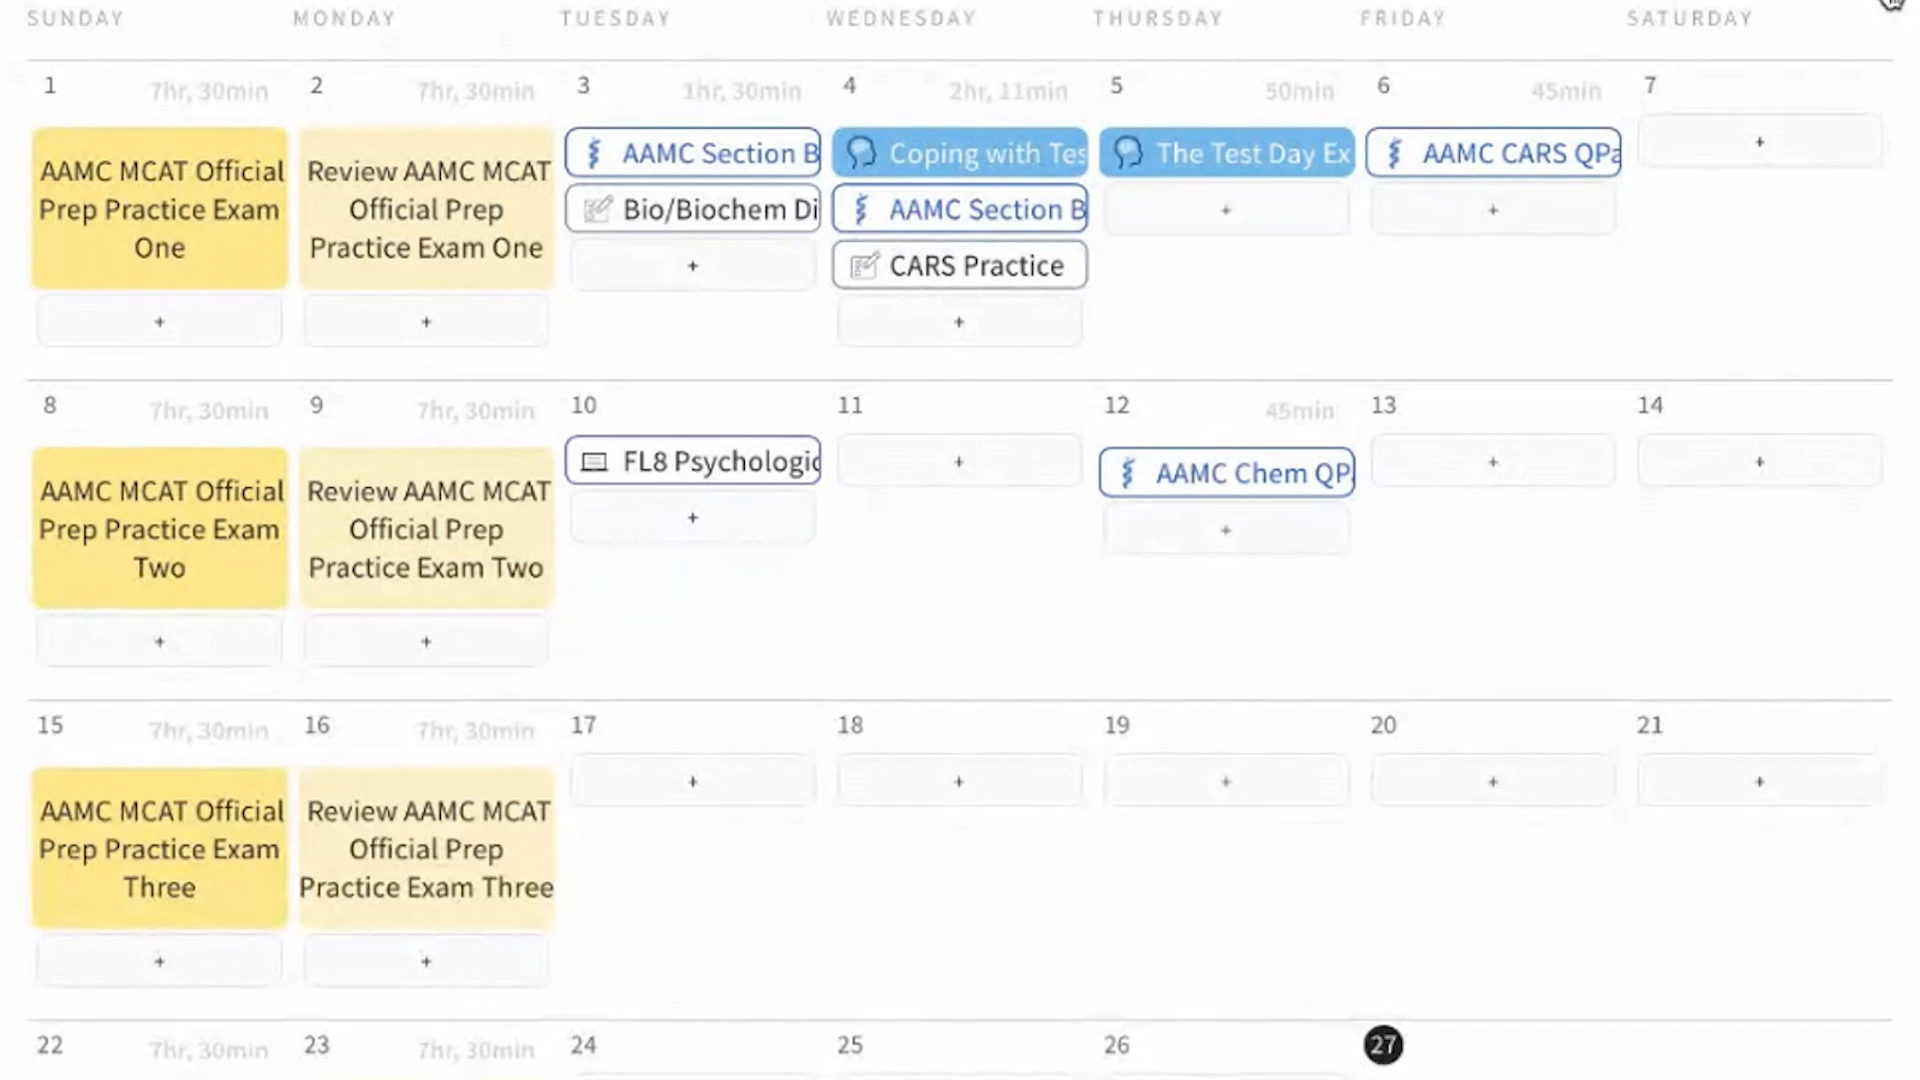 SUNDAY MONDAY TUESDAY WEDNESDAY THURSDAY FRIDAY SATURDAY
1 7hr, 30min 2 7hr, 30min 3 1hr, 30min 4 2hr, 11min 5 50min 6 45min 7
AAMC MCAT Official
Prep Practice Exam
One
+
Review AAMC MCAT
Official Prep
Practice Exam One
+
AAMC Section B
Bio/Biochem Di
+
Coping with Tes
AAMC Section B
CARS Practice
+
The Test Day Ex
+
AAMC CARS QPa
+
+
8 7hr, 30min 9 7hr, 30min 10 11 12 45min 13 14
AAMC MCAT Official
Prep Practice Exam
Two
+
Review AAMC MCAT
Official Prep
Practice Exam Two
+
FL8 Psychologic
+
+
AAMC Chem QP
+
+
+
15 7hr, 30min 16 7hr, 30min 17 18 19 20 21
AAMC MCAT Official
Prep Practice Exam
Three
+
Review AAMC MCAT
Official Prep
Practice Exam Three
+
+
+
+
+
+
22 7hr, 30min 23 7hr, 30min 24 25 26 27